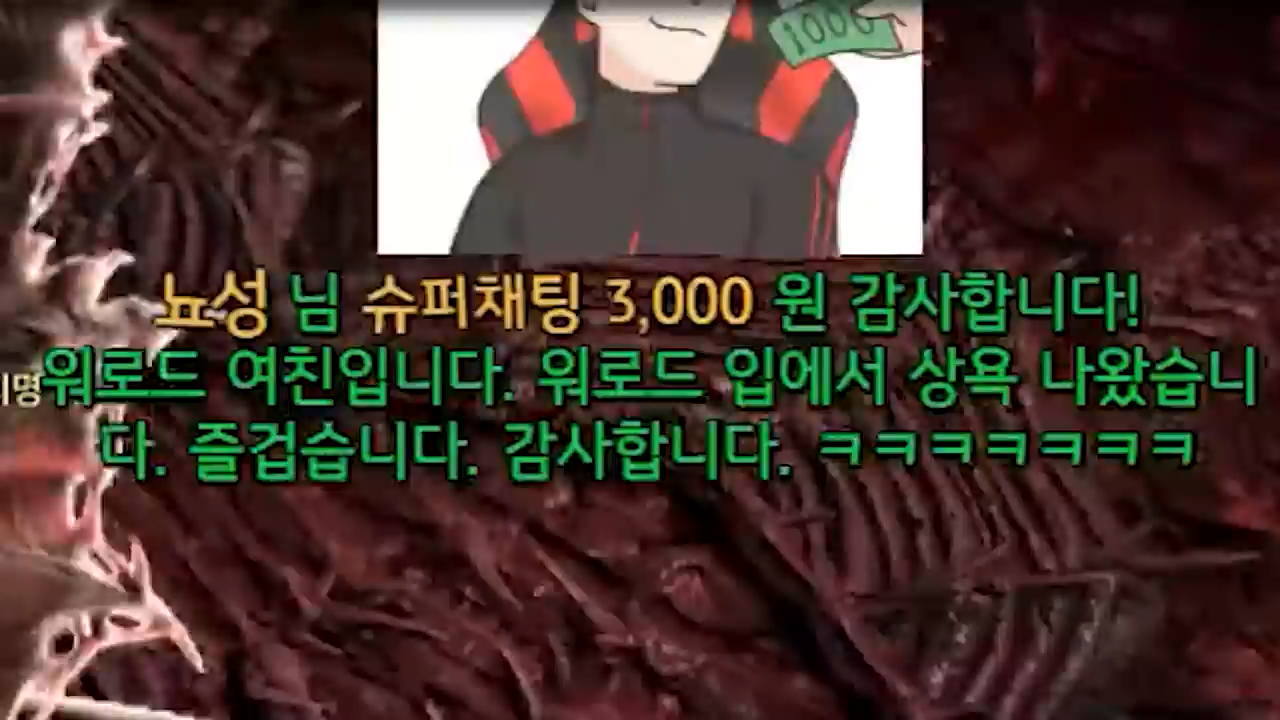 1000
뇨성 님 슈퍼채팅 3,000 원 감사합니다!
워로드 여친입니다. 워로드 입에서 상욕 나왔습니
다. 즐겁습니다. 감사합니다. ㅋㅋㅋㅋㅋㅋㅋ